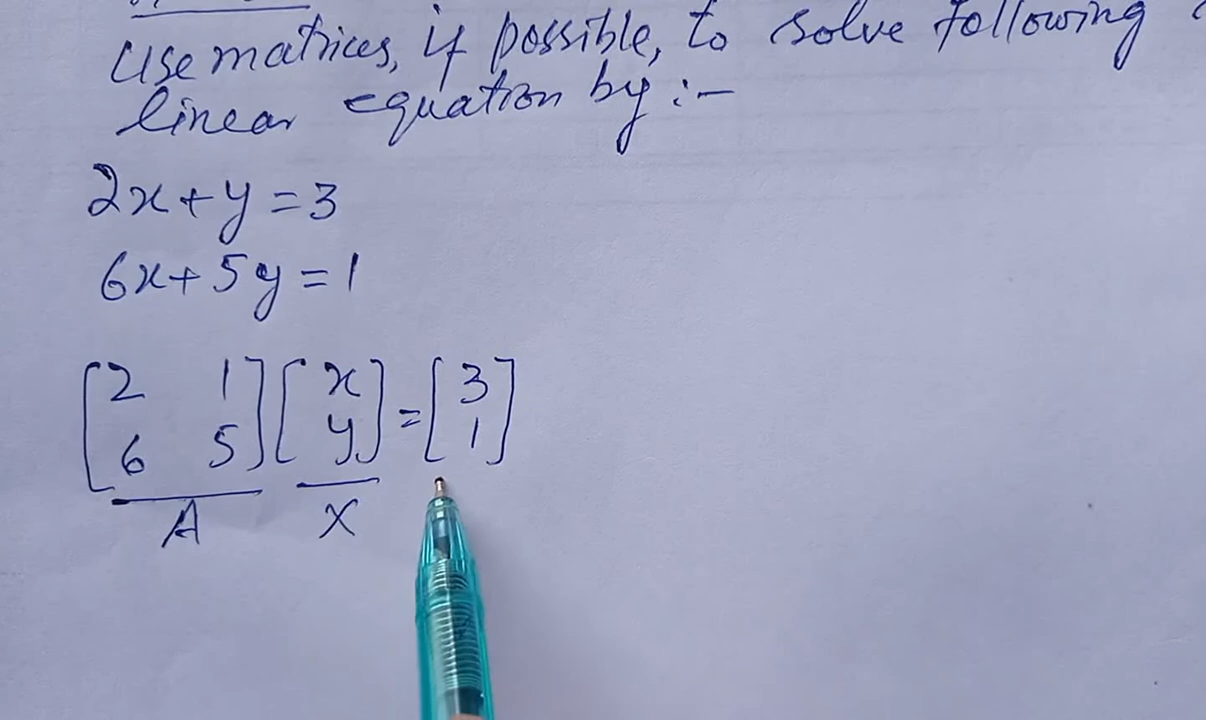 Use matrices, if possible, to solve following
linear equation by :-
2x+y=3
6x+5y=1
[2 1] [x] = [3]
[6 5] [y] [1]
A X